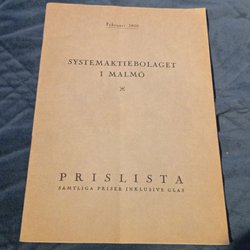 Februari
SYSTEMAKTIEBOLAGET
I MALMÖ
PRISLISTA
SAMTLIGA PRISER INKLUSIVE GLAS